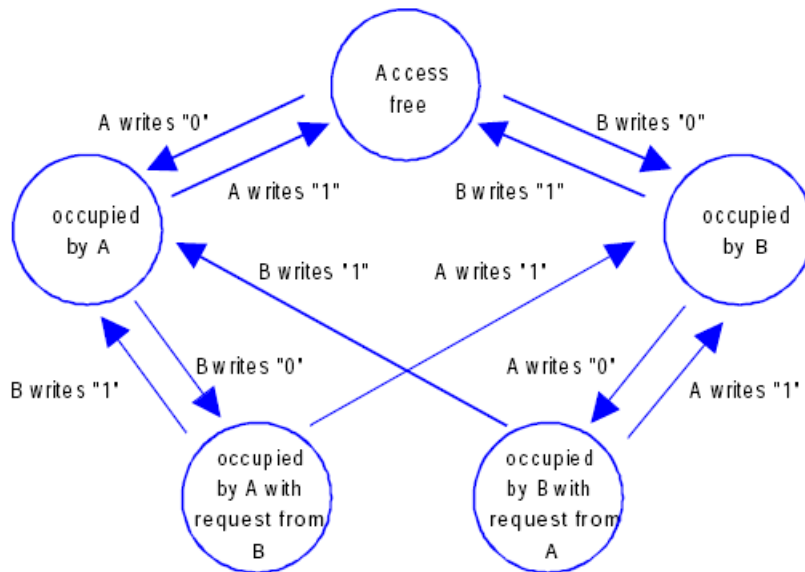 Access
free
A writes "0"
B writes "0"
A writes "1"
B writes "1"
occupied
by A
occupied
by B
B writes "1"
A writes "1"
B writes "0"
A writes "0"
B writes "1"
A writes "1"
occupied
by A with
request from
B
occupied
by B with
request from
A